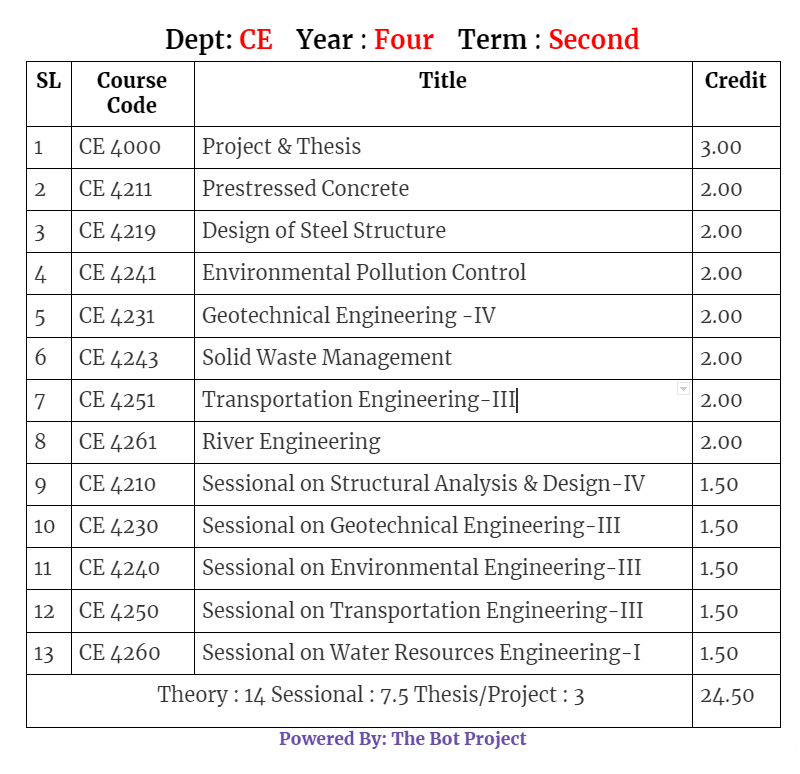 Dept: CE Year : Four Term : Second
SL Course Code Title Credit
1 CE 4000 Project & Thesis 3.00
2 CE 4211 Prestressed Concrete 2.00
3 CE 4219 Design of Steel Structure 2.00
4 CE 4241 Environmental Pollution Control 2.00
5 CE 4231 Geotechnical Engineering -IV 2.00
6 CE 4243 Solid Waste Management 2.00
7 CE 4251 Transportation Engineering-III 2.00
8 CE 4261 River Engineering 2.00
9 CE 4210 Sessional on Structural Analysis & Design-IV 1.50
10 CE 4230 Sessional on Geotechnical Engineering-III 1.50
11 CE 4240 Sessional on Environmental Engineering-III 1.50
12 CE 4250 Sessional on Transportation Engineering-III 1.50
13 CE 4260 Sessional on Water Resources Engineering-I 1.50
Theory : 14 Sessional : 7.5 Thesis/Project : 3 24.50
Powered By: The Bot Project